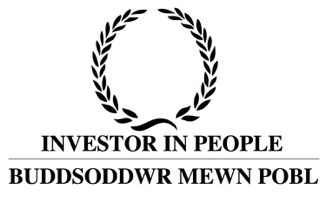 INVESTOR IN PEOPLE
BUDDSODDWR MEWN POBL